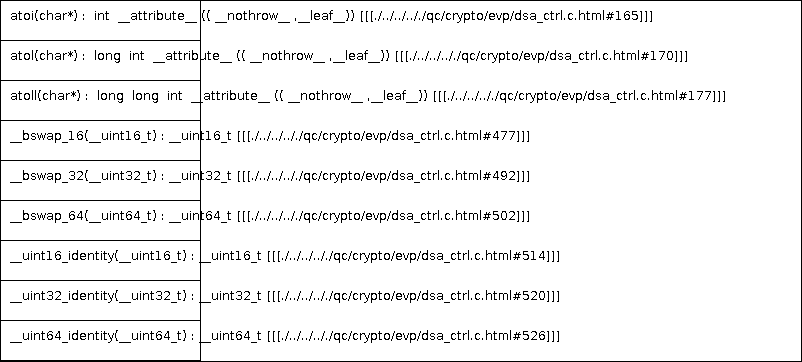 atoi(char*) : int __attribute__ (( __nothrow__ ,__leaf__)) [[[./../../../qc/crypto/evp/dsa_ctrl.c.html#165]]]
atol(char*) : long int __attribute__ (( __nothrow__ ,__leaf__)) [[[./../../../qc/crypto/evp/dsa_ctrl.c.html#170]]]
atoll(char*) : long long int __attribute__ (( __nothrow__ ,__leaf__)) [[[./../../../qc/crypto/evp/dsa_ctrl.c.html#177]]]
__bswap_16(__uint16_t) : __uint16_t [[[./../../../qc/crypto/evp/dsa_ctrl.c.html#477]]]
__bswap_32(__uint32_t) : __uint32_t [[[./../../../qc/crypto/evp/dsa_ctrl.c.html#492]]]
__bswap_64(__uint64_t) : __uint64_t [[[./../../../qc/crypto/evp/dsa_ctrl.c.html#502]]]
__uint16_identity(__uint16_t) : __uint16_t [[[./../../../qc/crypto/evp/dsa_ctrl.c.html#514]]]
__uint32_identity(__uint32_t) : __uint32_t [[[./../../../qc/crypto/evp/dsa_ctrl.c.html#520]]]
__uint64_identity(__uint64_t) : __uint64_t [[[./../../../qc/crypto/evp/dsa_ctrl.c.html#526]]]